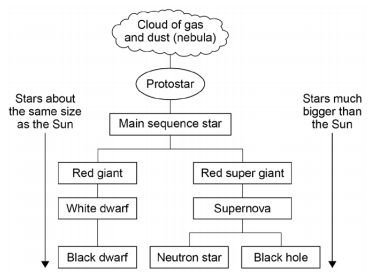 Cloud of gas
and dust (nebula)
Protostar
Stars about
the same size
as the Sun
Stars much
bigger than
the Sun
Main sequence star
Red giant
Red super giant
White dwarf
Supernova
Black dwarf
Neutron star
Black hole